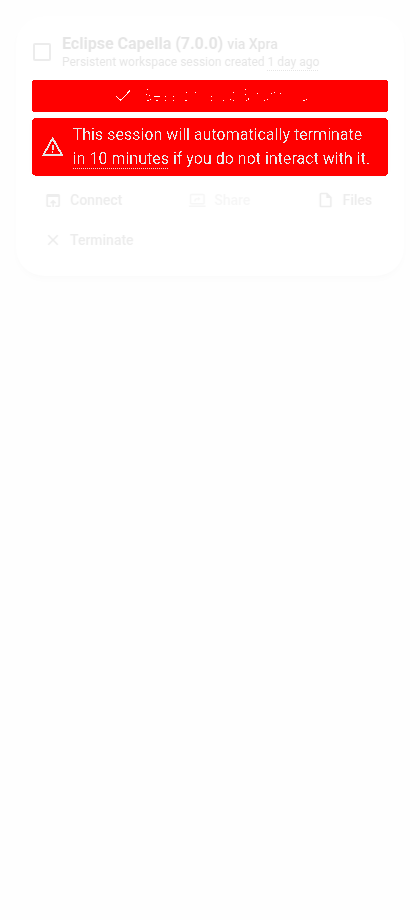 Eclipse Capella (7.0.0) via Xpra
Persistent workspace session created 1 day ago
This session will automatically terminate
in 10 minutes if you do not interact with it.
Connect Share Files
Terminate